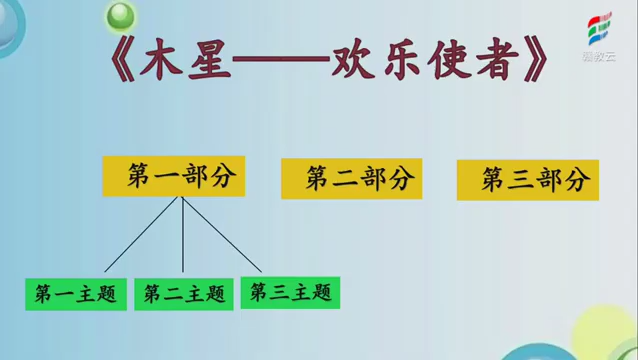 《木星——欢乐使者》
第一部分 第二部分 第三部分
第一主题 第二主题 第三主题